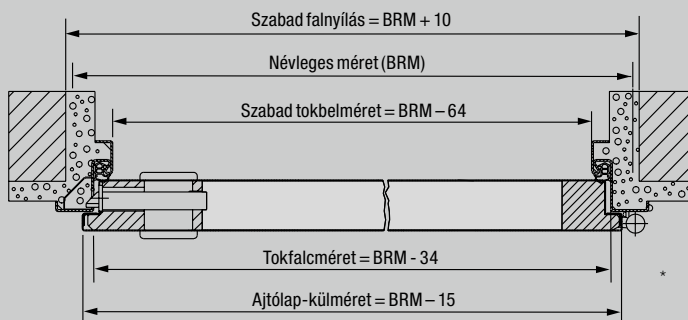 Szabad falnyílás = BRM + 10
Névleges méret (BRM)
Szabad tokbelméret = BRM – 64
Tokfalcméret = BRM - 34
*
Ajtólap-külméret = BRM – 15